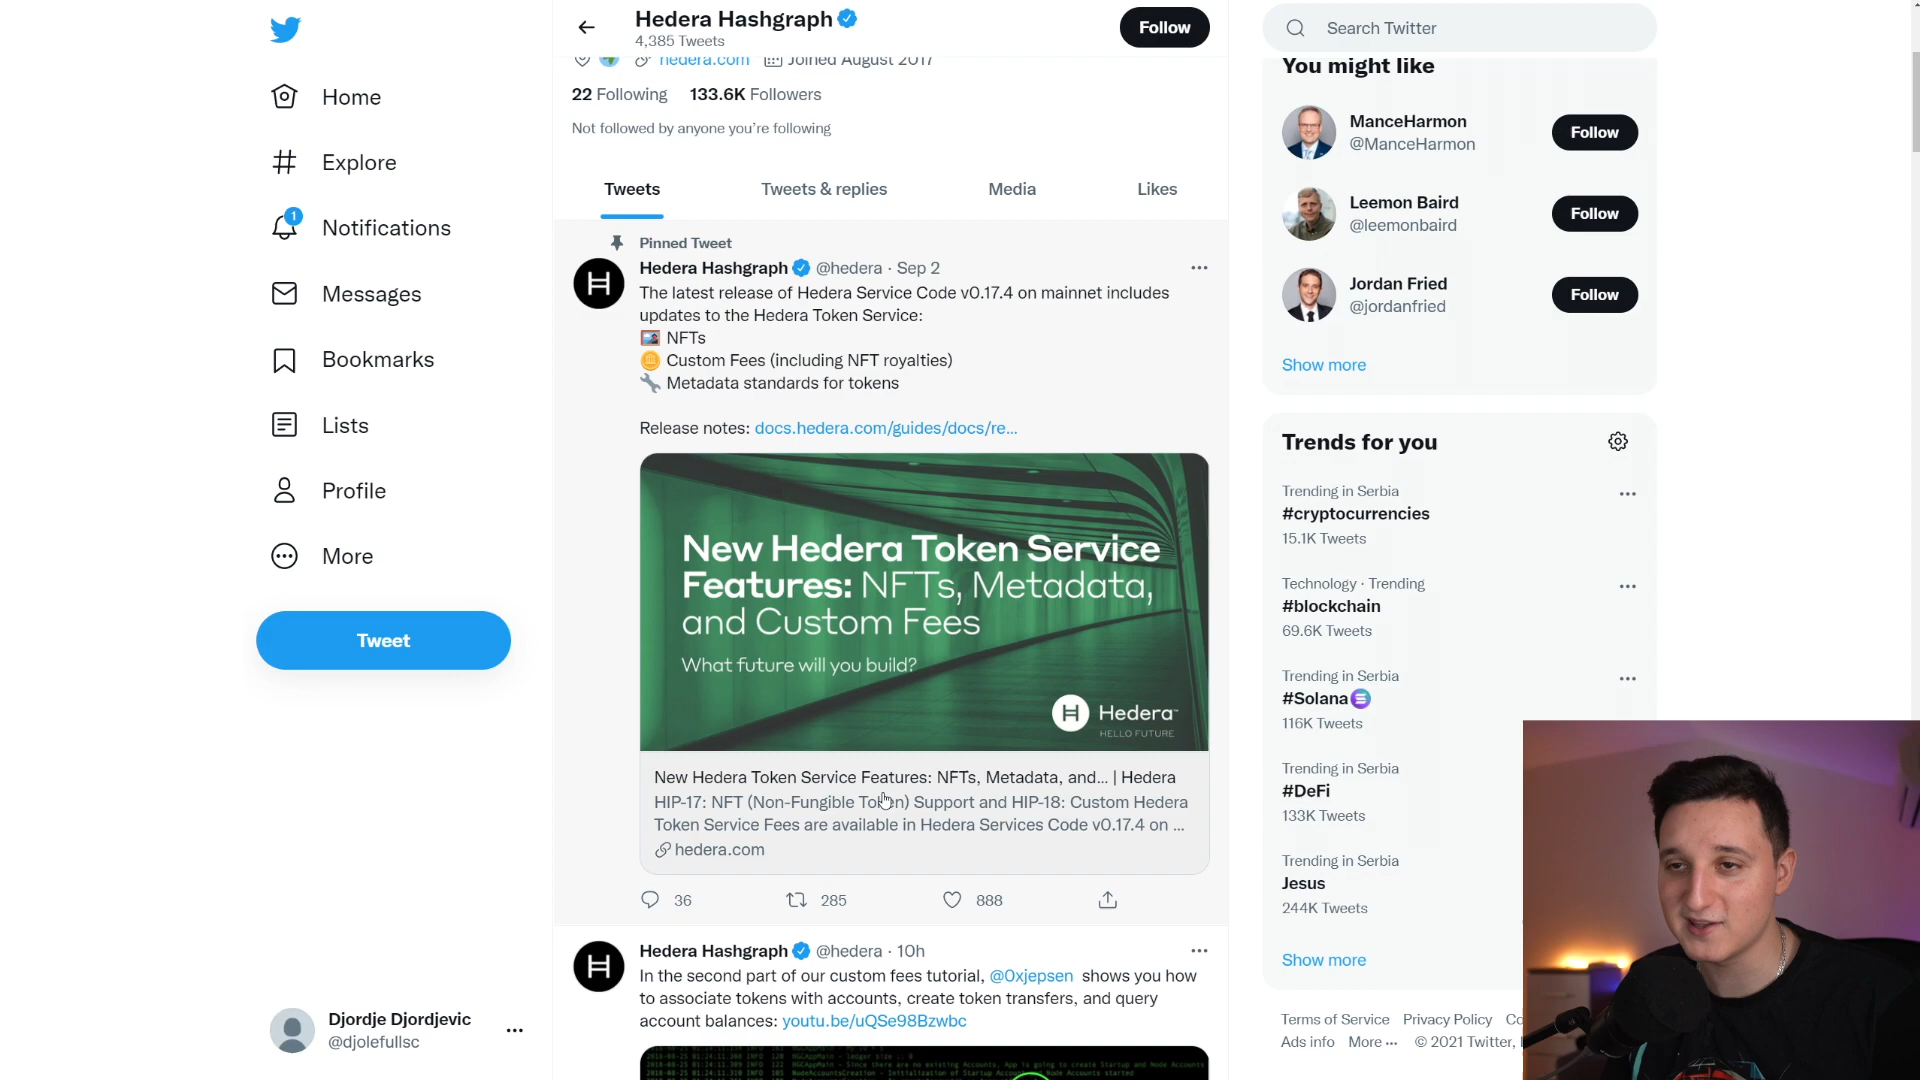 Home
Explore
1
Notifications
Messages
Bookmarks
Lists
Profile
More
Tweet
Djordje Djordjevic
@djolefullsc
Hedera Hashgraph
4,385 Tweets
Follow
hedera.com
Joined August 2017
22 Following 133.6K Followers
Not followed by anyone you're following
Tweets
Tweets & replies
Media
Likes
Pinned Tweet
Hedera Hashgraph @hedera · Sep 2
The latest release of Hedera Service Code v0.17.4 on mainnet includes
updates to the Hedera Token Service:
NFTs
Custom Fees (including NFT royalties)
Metadata standards for tokens
Release notes: docs.hedera.com/guides/docs/re...
New Hedera Token Service
Features: NFTs, Metadata,
and Custom Fees
What future will you build?
H Hedera™
HELLO FUTURE
New Hedera Token Service Features: NFTs, Metadata, and... | Hedera
HIP-17: NFT (Non-Fungible Token) Support and HIP-18: Custom Hedera
Token Service Fees are available in Hedera Services Code v0.17.4 on ...
hedera.com
36
285
888
Hedera Hashgraph @hedera · 10h
In the second part of our custom fees tutorial, @0xjepsen shows you how
to associate tokens with accounts, create token transfers, and query
account balances: youtu.be/uQSe98Bzwbc
Search Twitter
You might like
ManceHarmon
@ManceHarmon
Follow
Leemon Baird
@leemonbaird
Follow
Jordan Fried
@jordanfried
Follow
Show more
Trends for you
Trending in Serbia
#cryptocurrencies
15.1K Tweets
Technology · Trending
#blockchain
69.6K Tweets
Trending in Serbia
#Solana
116K Tweets
Trending in Serbia
#DeFi
133K Tweets
Trending in Serbia
Jesus
244K Tweets
Show more
Terms of Service Privacy Policy Co
Ads info More ··· © 2021 Twitter,